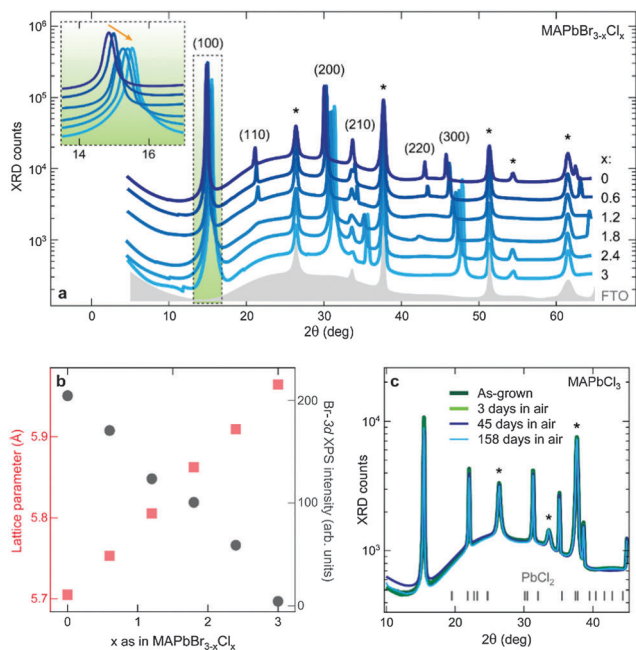 MAPbBr3-xClx
10⁶
10⁵
10⁴
10³
XRD counts
14 15 16
(100)
(110)
*
(200)
(210)
*
(220)
(300)
*
*
*
x:
0
0.6
1.2
1.8
2.4
3
FTO
a
0 10 20 30 40 50 60
2θ (deg)
b
5.9
5.8
5.7
Lattice parameter (Å)
200
100
0
Br-3d XPS intensity (arb. units)
0 1 2 3
x as in MAPbBr3-xClx
c
MAPbCl3
As-grown
3 days in air
45 days in air
158 days in air
*
*
*
10⁴
10³
XRD counts
PbCl2
10 20 30 40
2θ (deg)